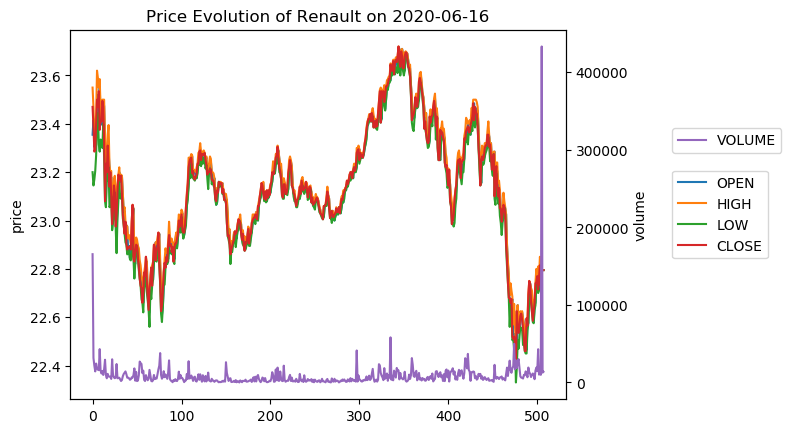 Price Evolution of Renault on 2020-06-16
23.6
23.4
23.2
23.0
22.8
22.6
22.4
price
0
100
200
300
400
500
400000
300000
200000
100000
0
volume
VOLUME
OPEN
HIGH
LOW
CLOSE